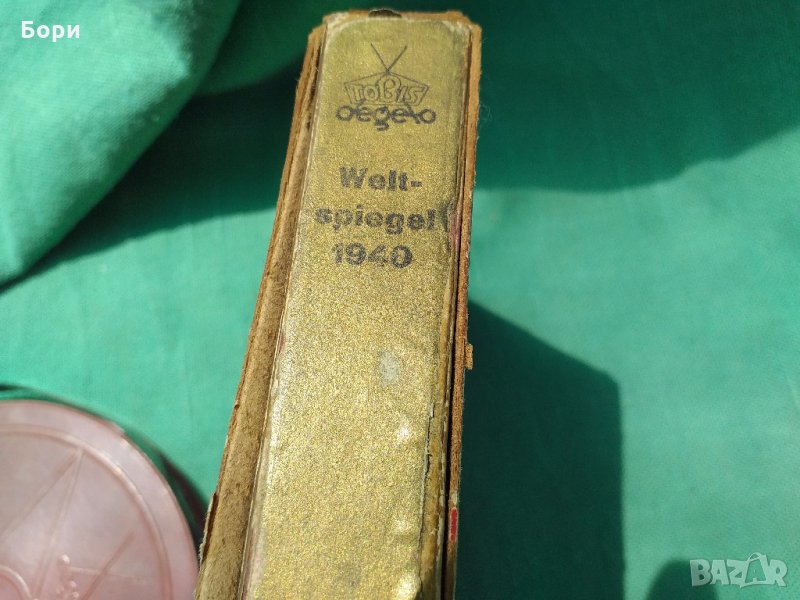 Бори
TOBIS
degeto
Welt-
spiegel
1940
BAZAR